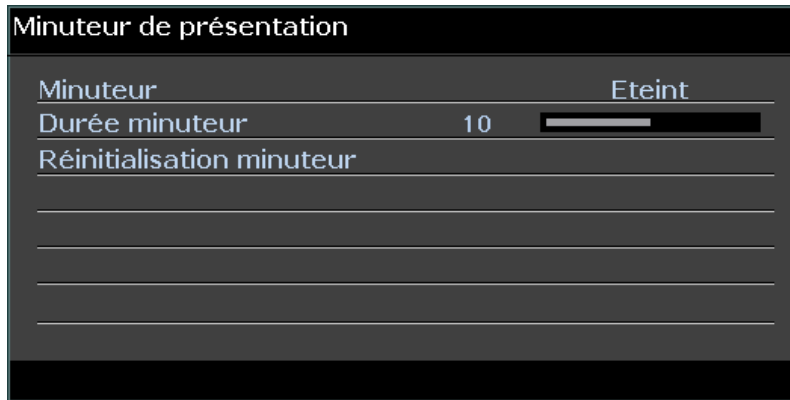 Minuteur de présentation
Minuteur Eteint
Durée minuteur 10
Réinitialisation minuteur